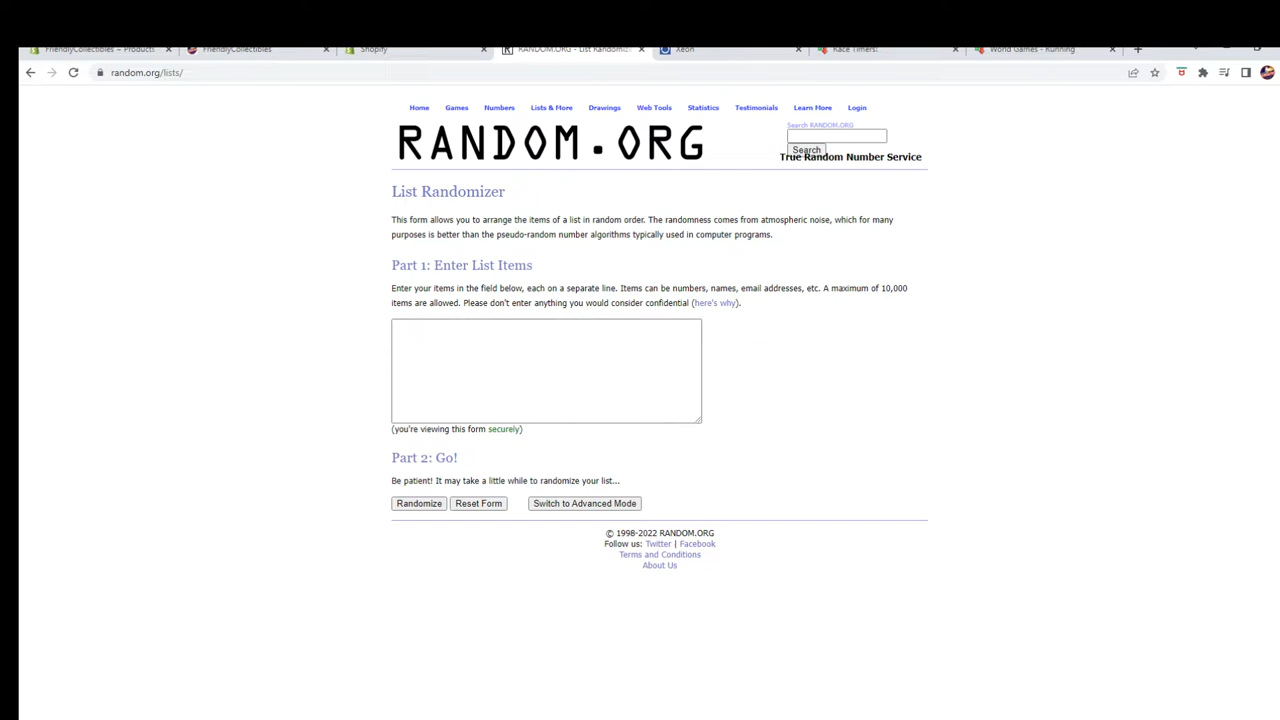 FriendlyCollectibles ~ Products
FriendlyCollectibles
Shopify
RANDOM.ORG - List Randomiz
Xeon
Race Timers!
World Games - Running
random.org/lists/
Home Games Numbers Lists & More Drawings Web Tools Statistics Testimonials Learn More Login
RANDOM.ORG
Search RANDOM.ORG
Search
True Random Number Service
List Randomizer
This form allows you to arrange the items of a list in random order. The randomness comes from atmospheric noise, which for many
purposes is better than the pseudo-random number algorithms typically used in computer programs.
Part 1: Enter List Items
Enter your items in the field below, each on a separate line. Items can be numbers, names, email addresses, etc. A maximum of 10,000
items are allowed. Please don't enter anything you would consider confidential (here's why).
(you're viewing this form securely)
Part 2: Go!
Be patient! It may take a little while to randomize your list...
Randomize Reset Form Switch to Advanced Mode
© 1998-2022 RANDOM.ORG
Follow us: Twitter | Facebook
Terms and Conditions
About Us